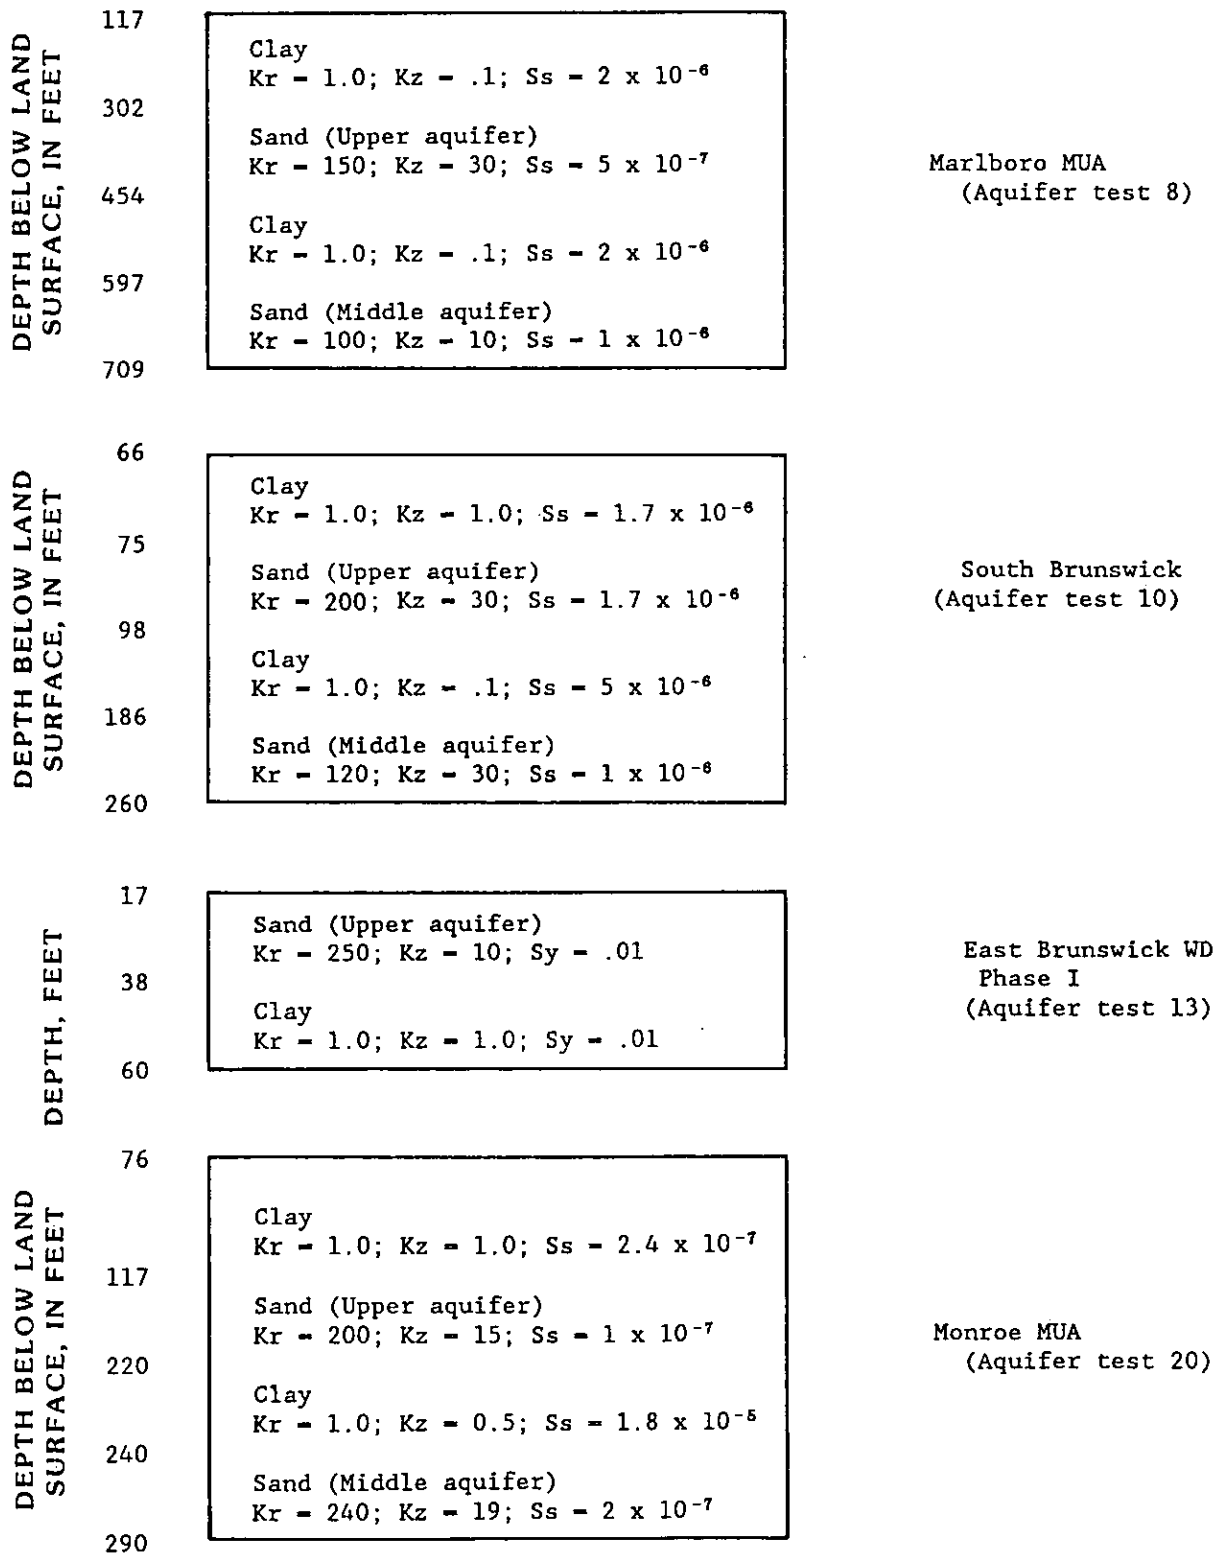 DEPTH BELOW LAND
SURFACE, IN FEET
117
Clay
Kr = 1.0; Kz = .1; Ss = 2 x 10⁻⁶
302
Sand (Upper aquifer)
Kr = 150; Kz = 30; Ss = 5 x 10⁻⁷
454
Clay
Kr = 1.0; Kz = .1; Ss = 2 x 10⁻⁶
597
Sand (Middle aquifer)
Kr = 100; Kz = 10; Ss = 1 x 10⁻⁶
709
Marlboro MUA
(Aquifer test 8)
DEPTH BELOW LAND
SURFACE, IN FEET
66
Clay
Kr = 1.0; Kz = 1.0; Ss = 1.7 x 10⁻⁶
75
Sand (Upper aquifer)
Kr = 200; Kz = 30; Ss = 1.7 x 10⁻⁶
98
Clay
Kr = 1.0; Kz = .1; Ss = 5 x 10⁻⁶
186
Sand (Middle aquifer)
Kr = 120; Kz = 30; Ss = 1 x 10⁻⁶
260
South Brunswick
(Aquifer test 10)
DEPTH, FEET
17
Sand (Upper aquifer)
Kr = 250; Kz = 10; Sy = .01
38
Clay
Kr = 1.0; Kz = 1.0; Sy = .01
60
East Brunswick WD
Phase I
(Aquifer test 13)
DEPTH BELOW LAND
SURFACE, IN FEET
76
Clay
Kr = 1.0; Kz = 1.0; Ss = 2.4 x 10⁻⁷
117
Sand (Upper aquifer)
Kr = 200; Kz = 15; Ss = 1 x 10⁻⁷
220
Clay
Kr = 1.0; Kz = 0.5; Ss = 1.8 x 10⁻⁵
240
Sand (Middle aquifer)
Kr = 240; Kz = 19; Ss = 2 x 10⁻⁷
290
Monroe MUA
(Aquifer test 20)